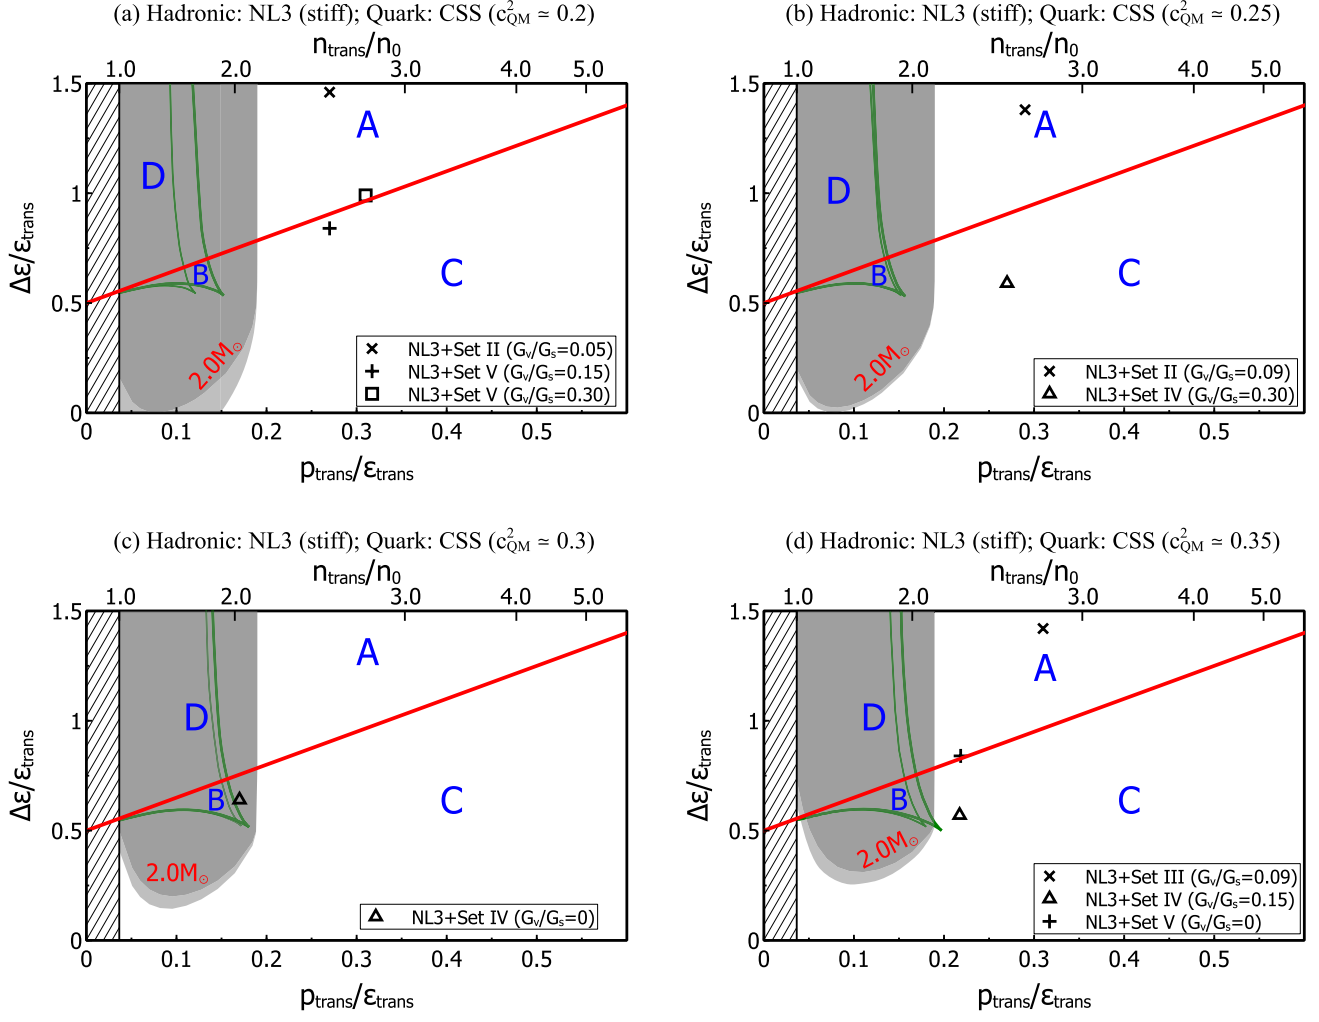 (a) Hadronic: NL3 (stiff); Quark: CSS (c²QM ≃ 0.2)
ntrans/n0
1.0 2.0 3.0 4.0 5.0
1.5
1
0.5
0
Δε/εtrans
A
D
B
C
2.0M☉
NL3+Set II (Gv/Gs=0.05)
NL3+Set V (Gv/Gs=0.15)
NL3+Set V (Gv/Gs=0.30)
0 0.1 0.2 0.3 0.4 0.5
ptrans/εtrans
(b) Hadronic: NL3 (stiff); Quark: CSS (c²QM ≃ 0.25)
ntrans/n0
1.0 2.0 3.0 4.0 5.0
1.5
1
0.5
0
Δε/εtrans
A
D
B
C
2.0M☉
NL3+Set II (Gv/Gs=0.09)
NL3+Set IV (Gv/Gs=0.30)
0 0.1 0.2 0.3 0.4 0.5
ptrans/εtrans
(c) Hadronic: NL3 (stiff); Quark: CSS (c²QM ≃ 0.3)
ntrans/n0
1.0 2.0 3.0 4.0 5.0
1.5
1
0.5
0
Δε/εtrans
A
D
B
C
2.0M☉
NL3+Set IV (Gv/Gs=0)
0 0.1 0.2 0.3 0.4 0.5
ptrans/εtrans
(d) Hadronic: NL3 (stiff); Quark: CSS (c²QM ≃ 0.35)
ntrans/n0
1.0 2.0 3.0 4.0 5.0
1.5
1
0.5
0
Δε/εtrans
A
D
B
C
2.0M☉
NL3+Set III (Gv/Gs=0.09)
NL3+Set IV (Gv/Gs=0.15)
NL3+Set V (Gv/Gs=0)
0 0.1 0.2 0.3 0.4 0.5
ptrans/εtrans